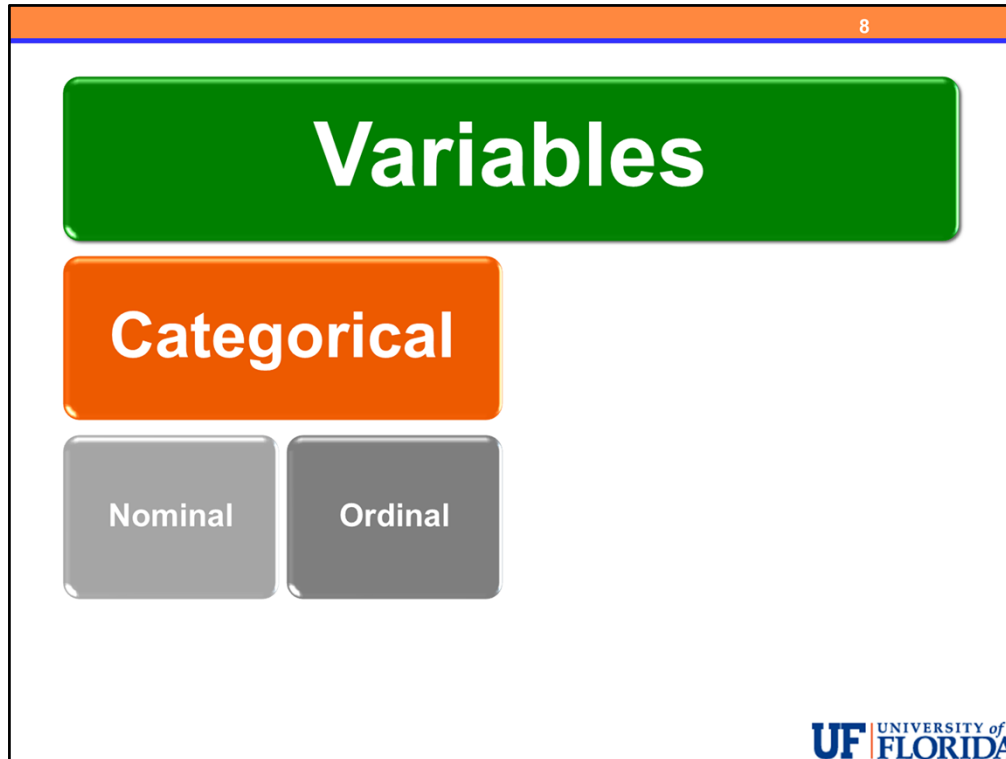 8
Variables
Categorical
Nominal Ordinal
UF UNIVERSITY of
FLORIDA